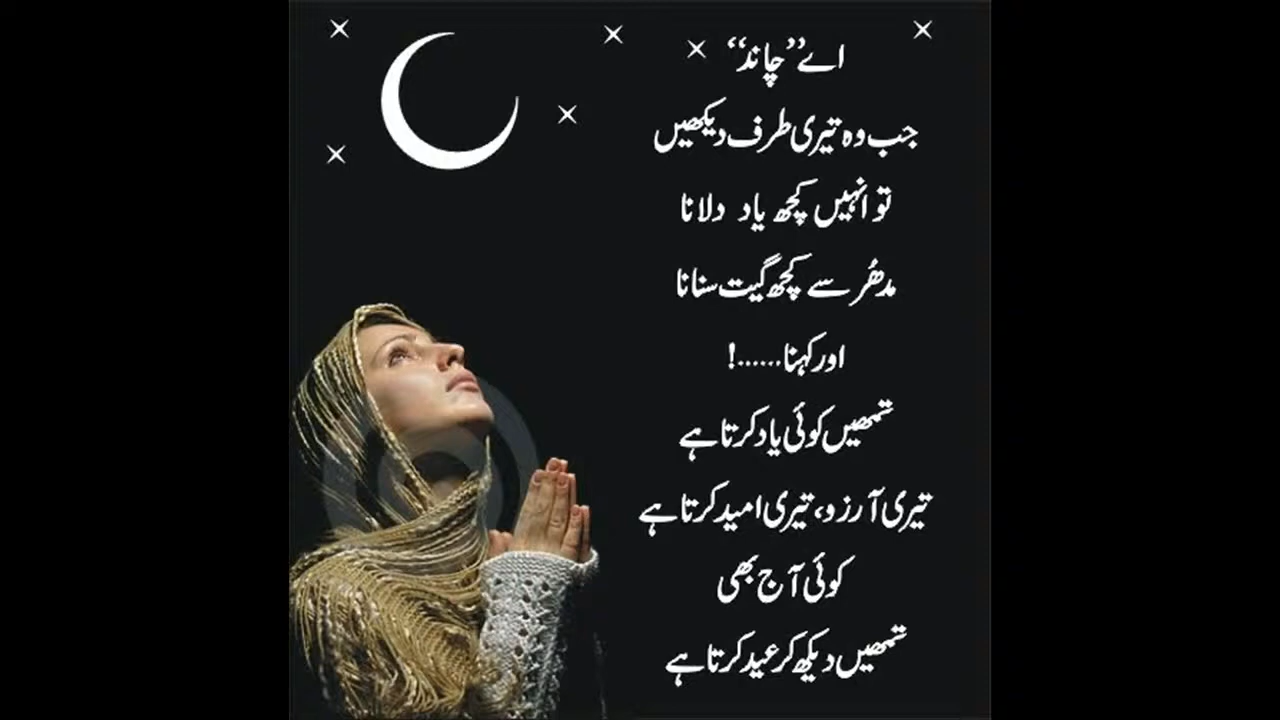 اے ”چاند“
جب وہ تیری طرف دیکھیں
تو انہیں کچھ یاد دلانا
مدھُر سے کچھ گیت سنانا
اور کہنا......!
تمھیں کوئی یاد کرتا ہے
تیری آرزو، تیری امید کرتا ہے
کوئی آج بھی
تمھیں دیکھ کر عید کرتا ہے